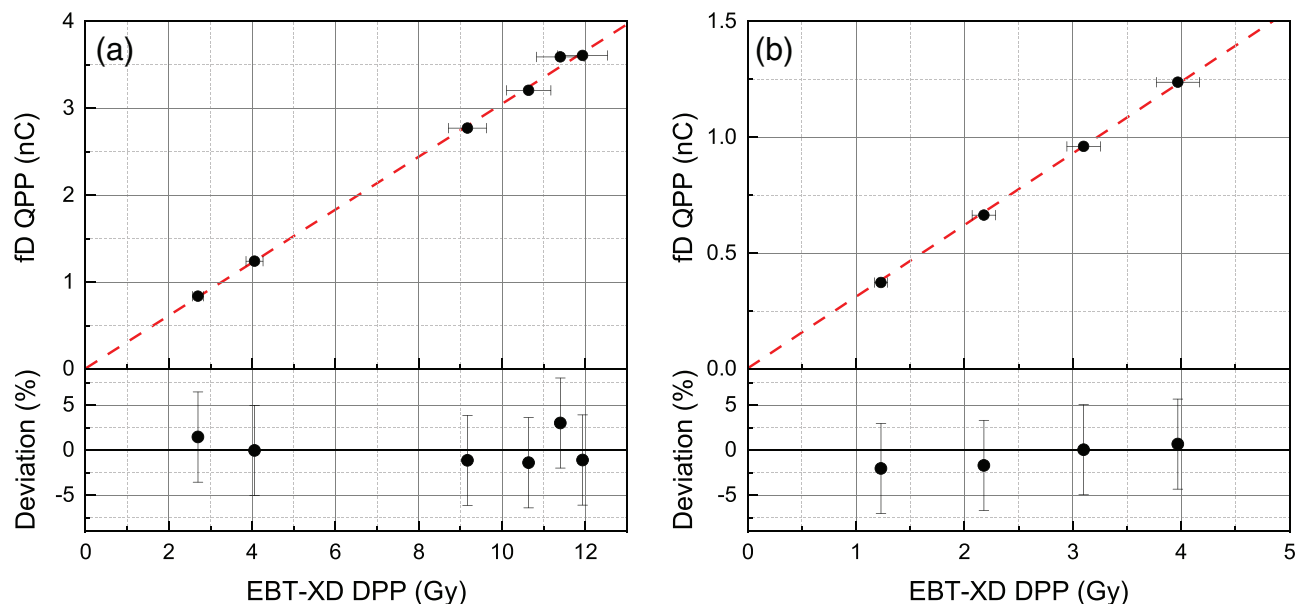 (a)
fD QPP (nC)
4
3
2
1
0
Deviation (%)
5
0
-5
0 2 4 6 8 10 12
EBT-XD DPP (Gy)
(b)
fD QPP (nC)
1.5
1.0
0.5
0.0
Deviation (%)
5
0
-5
0 1 2 3 4 5
EBT-XD DPP (Gy)